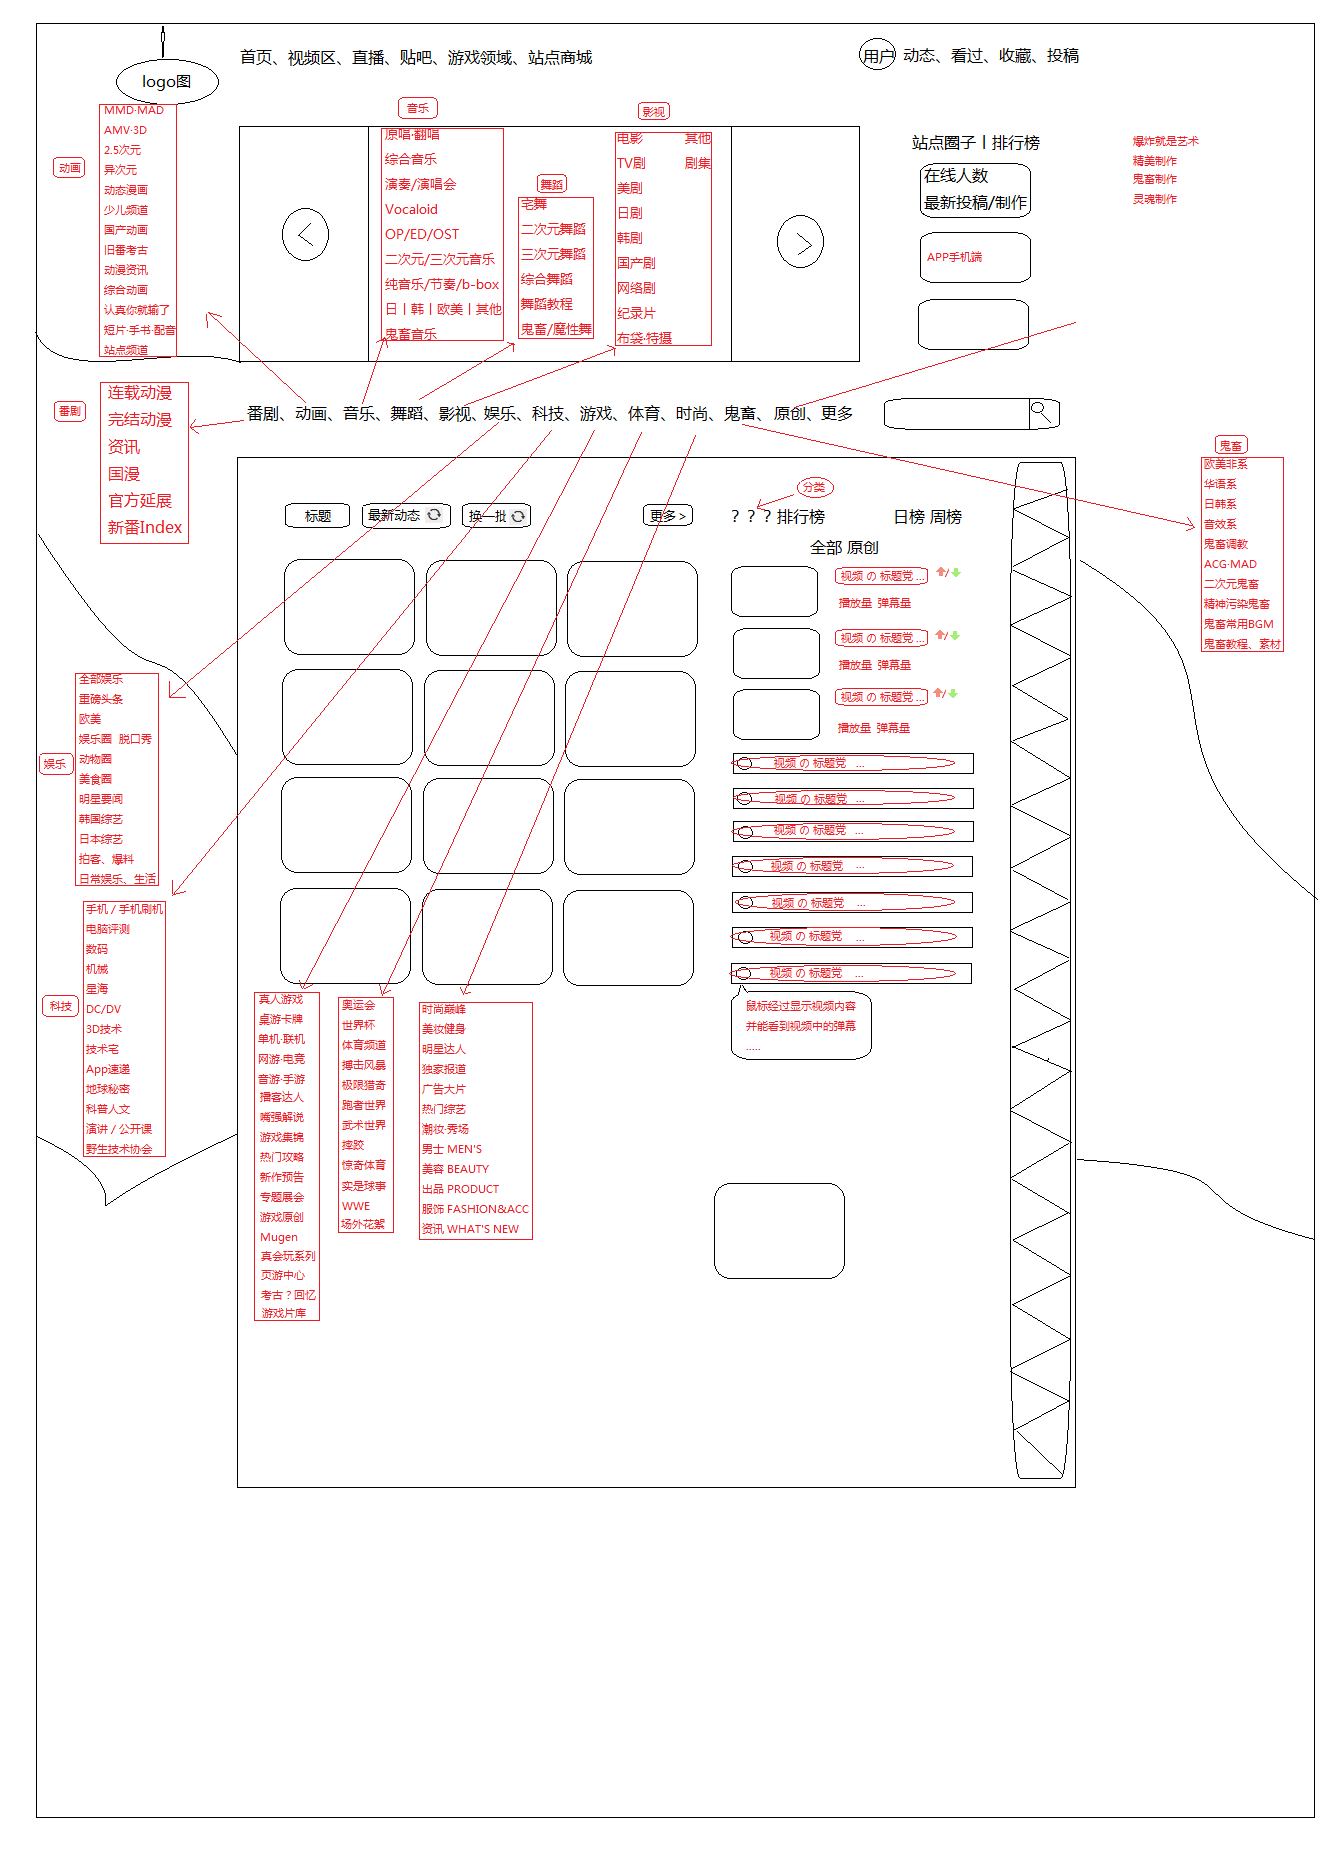 首页、视频区、直播、贴吧、游戏领域、站点商城
用户 动态、看过、收藏、投稿
logo图
动画
MMD·MAD
AMV·3D
2.5次元
异次元
动态漫画
少儿频道
国产动画
旧番考古
动漫资讯
综合动画
认真你就输了
短片·手书·配音
站点频道
音乐
原唱·翻唱
综合音乐
演奏/演唱会
Vocaloid
OP/ED/OST
二次元/三次元音乐
纯音乐/节奏/b-box
日丨韩丨欧美丨其他
鬼畜音乐
舞蹈
宅舞
二次元舞蹈
三次元舞蹈
综合舞蹈
舞蹈教程
鬼畜/魔性舞
影视
电影 其他
TV剧 剧集
美剧
日剧
韩剧
国产剧
网络剧
纪录片
布袋·特摄
站点圈子丨排行榜
在线人数
最新投稿/制作
APP手机端
爆炸就是艺术
精美制作
鬼畜制作
灵魂制作
番剧
连载动漫
完结动漫
资讯
国漫
官方延展
新番Index
番剧、动画、音乐、舞蹈、影视、娱乐、科技、游戏、体育、时尚、鬼畜、原创、更多
鬼畜
欧美非系
华语系
日韩系
音效系
鬼畜调教
ACG·MAD
二次元鬼畜
精神污染鬼畜
鬼畜常用BGM
鬼畜教程、素材
标题
最新动态
换一批
更多 >
分类
？？？排行榜
日榜 周榜
全部 原创
视频 の 标题党 ...
/
播放量 弹幕量
视频 の 标题党 ...
/
播放量 弹幕量
视频 の 标题党 ...
/
播放量 弹幕量
视频 の 标题党 ...
视频 の 标题党 ...
视频 の 标题党 ...
视频 の 标题党 ...
视频 の 标题党 ...
视频 の 标题党 ...
视频 の 标题党 ...
鼠标经过显示视频内容
并能看到视频中的弹幕
.....
娱乐
全部娱乐
重磅头条
欧美
娱乐圈 脱口秀
动物圈
美食圈
明星要闻
韩国综艺
日本综艺
拍客、爆料
日常娱乐、生活
科技
手机 / 手机刷机
电脑评测
数码
机械
星海
DC/DV
3D技术
技术宅
App速递
地球秘密
科普人文
演讲 / 公开课
野生技术协会
真人游戏
桌游卡牌
单机·联机
网游·电竞
音游·手游
播客达人
嘴强解说
游戏集锦
热门攻略
新作预告
专题展会
游戏原创
Mugen
真会玩系列
页游中心
考古？回忆
游戏片库
奥运会
世界杯
体育频道
搏击风暴
极限猎奇
跑者世界
武术世界
摔胶
惊奇体育
实是球事
WWE
场外花絮
时尚巅峰
美妆健身
明星达人
独家报道
广告大片
热门综艺
潮妆·秀场
男士 MEN'S
美容 BEAUTY
出品 PRODUCT
服饰 FASHION&ACC
资讯 WHAT'S NEW